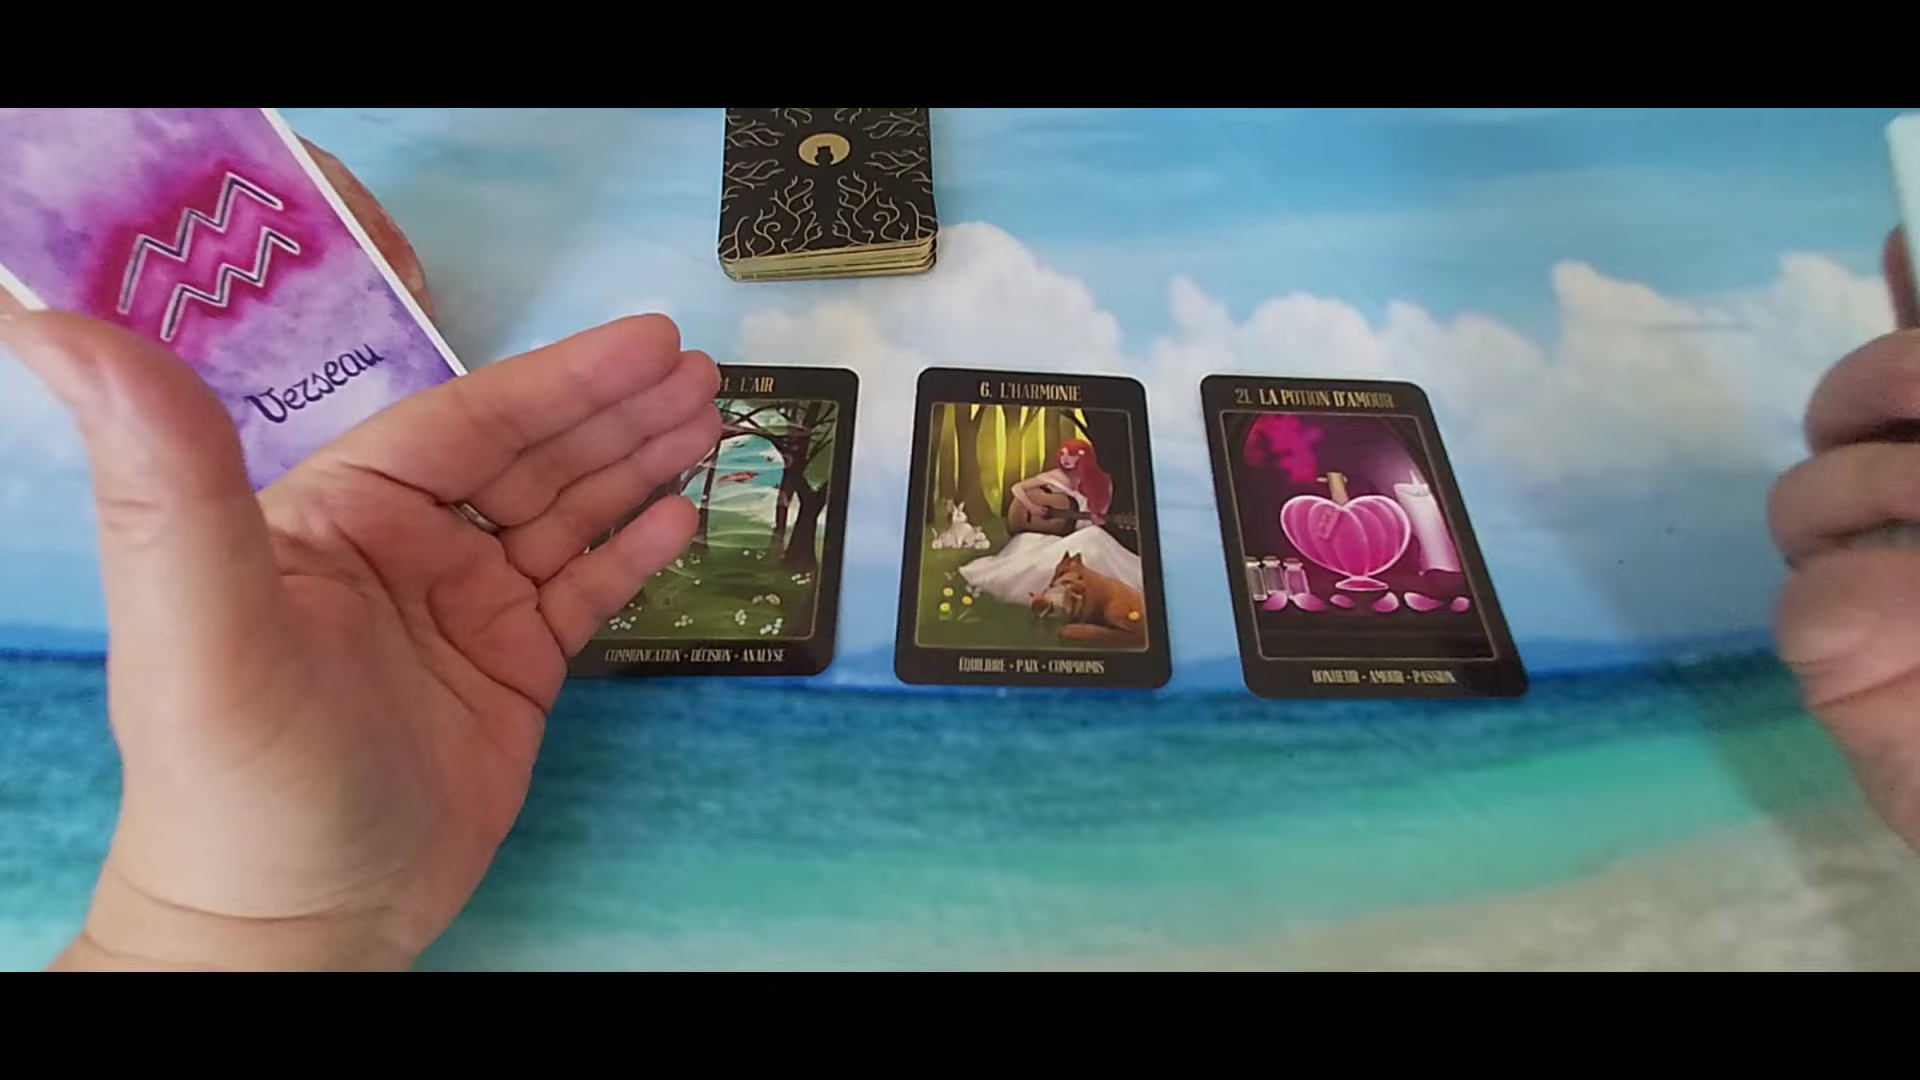 Verseau
L'AIR
6. L'HARMONIE
21. LA POTION D'AMOUR
COMMUNICATION • DÉCISION • ANALYSE
ÉQUILIBRE • PAIX • COMPROMIS
BONHEUR • AMOUR • PASSION